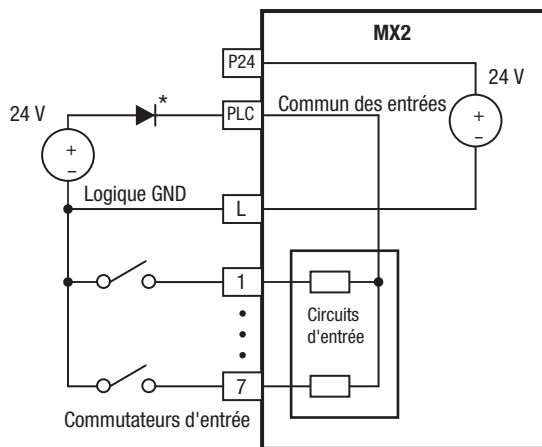 MX2
P24
24 V
24 V
*
PLC
Commun des entrées
+
–
+
–
Logique GND
L
1
Circuits
d'entrée
7
Commutateurs d'entrée